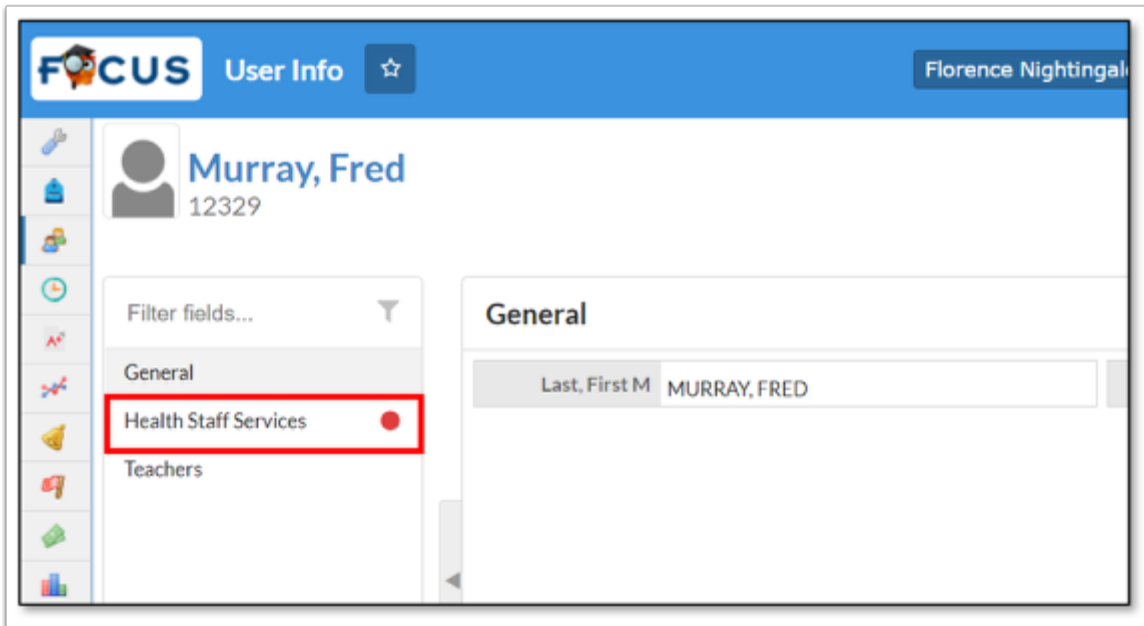 FOCUS User Info
Florence Nightingal
Murray, Fred
12329
Filter fields...
General
Health Staff Services
Teachers
General
Last, First M MURRAY, FRED